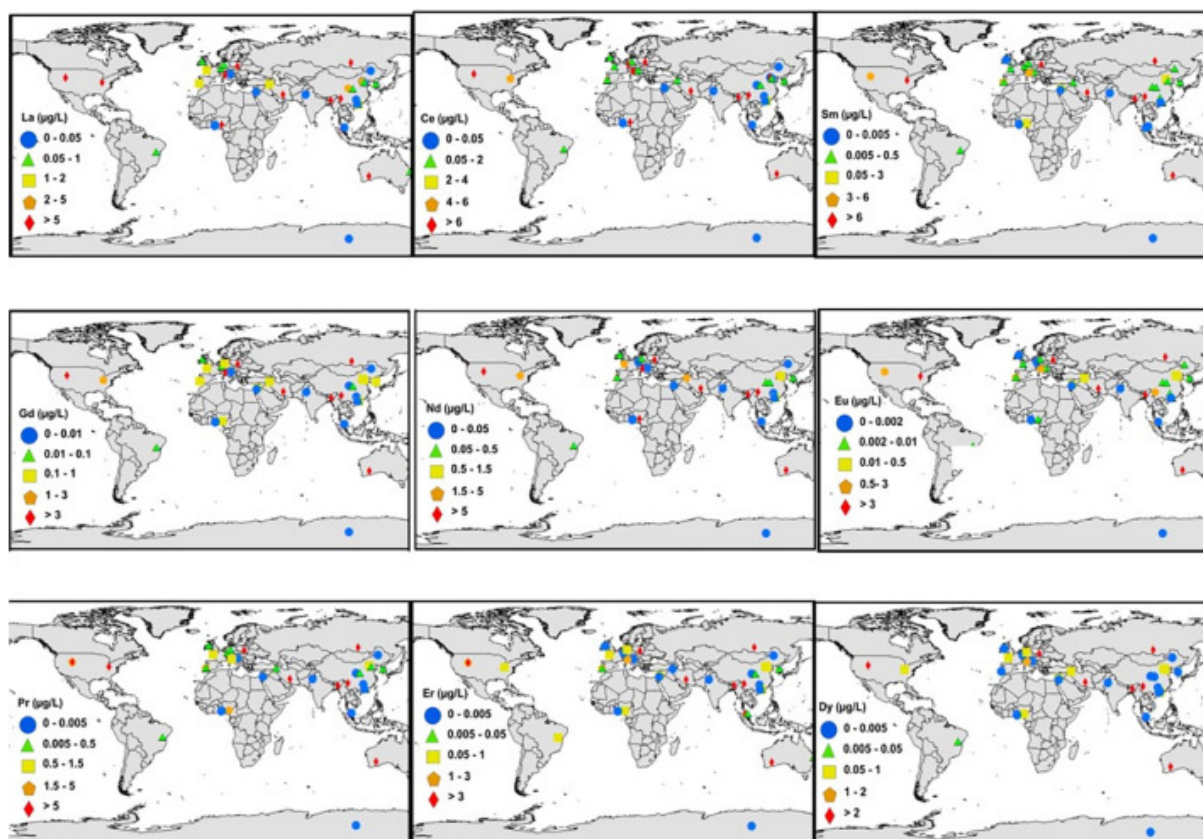 La (µg/L)
0 - 0.05
0.05 - 1
1 - 2
2 - 5
> 5
Ce (µg/L)
0 - 0.05
0.05 - 2
2 - 4
4 - 6
> 6
Sm (µg/L)
0 - 0.005
0.005 - 0.5
0.05 - 3
3 - 6
> 6
Gd (µg/L)
0 - 0.01
0.01 - 0.1
0.1 - 1
1 - 3
> 3
Nd (µg/L)
0 - 0.05
0.05 - 0.5
0.5 - 1.5
1.5 - 5
> 5
Eu (µg/L)
0 - 0.002
0.002 - 0.01
0.01 - 0.5
0.5- 3
> 3
Pr (µg/L)
0 - 0.005
0.005 - 0.5
0.5 - 1.5
1.5 - 5
> 5
Er (µg/L)
0 - 0.005
0.005 - 0.05
0.05 - 1
1 - 3
> 3
Dy (µg/L)
0 - 0.005
0.005 - 0.05
0.05 - 1
1 - 2
> 2